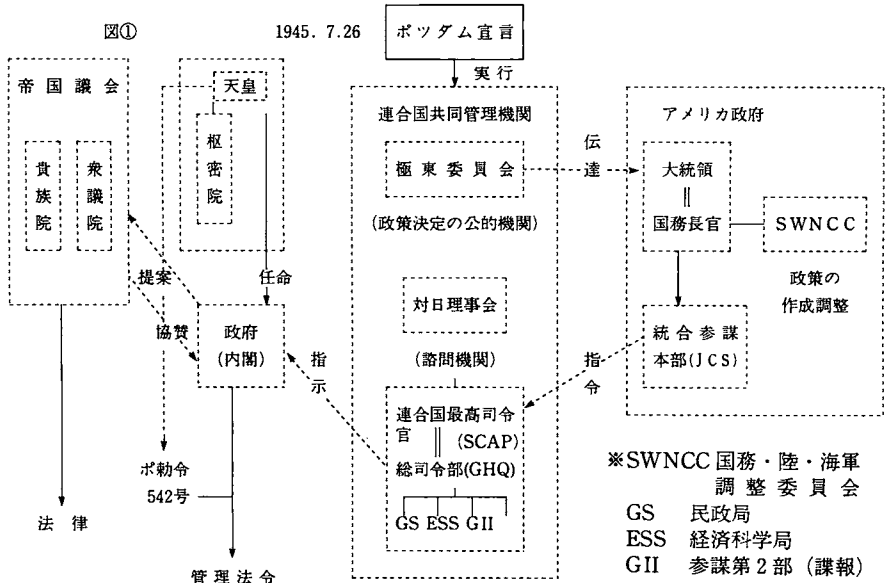 図①
1945. 7.26
ポツダム宣言
実行
帝国議会
貴族院
衆議院
天皇
枢密院
連合国共同管理機関
極東委員会
(政策決定の公的機関)
伝達
アメリカ政府
大統領
||
国務長官
SWNCC
政策の
作成調整
統合参謀
本部(JCS)
指令
対日理事会
(諮問機関)
連合国最高司令
官
||
(SCAP)
総司令部(GHQ)
GS ESS GII
指示
提案
任命
協賛
政府
(内閣)
ポ勅令
542号
法律
管理法令
※SWNCC 国務・陸・海軍
調整委員会
GS 民政局
ESS 経済科学局
GII 参謀第2部（諜報）